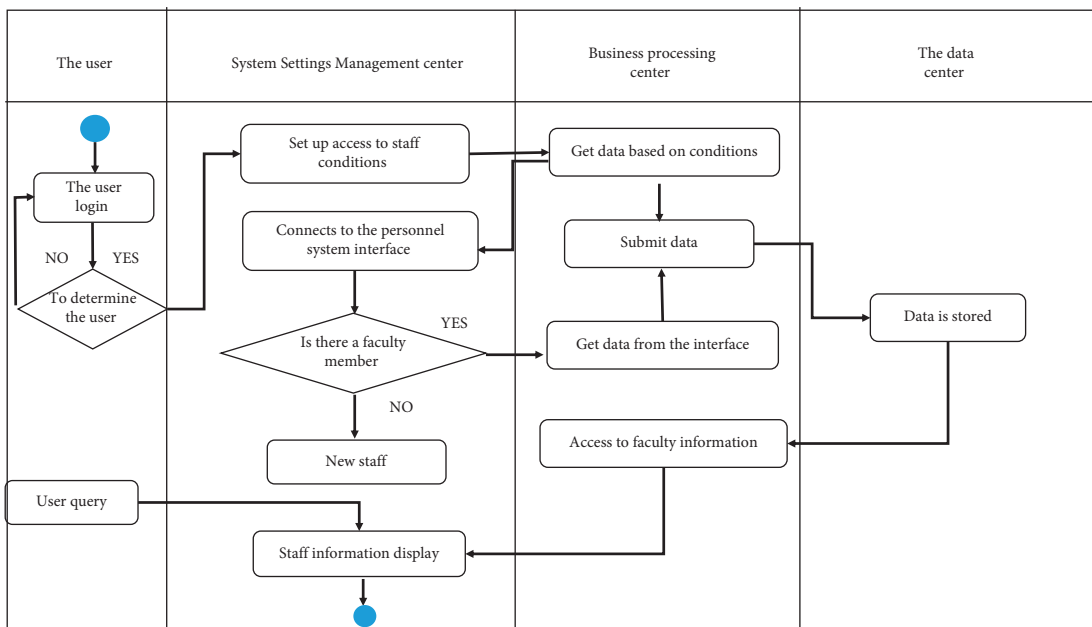 The user
System Settings Management center
Business processing
center
The data
center
Set up access to staff
conditions
Get data based on conditions
The user
login
Connects to the personnel
system interface
Submit data
NO
YES
To determine
the user
YES
Is there a faculty
member
Get data from the interface
Data is stored
NO
Access to faculty information
New staff
User query
Staff information display